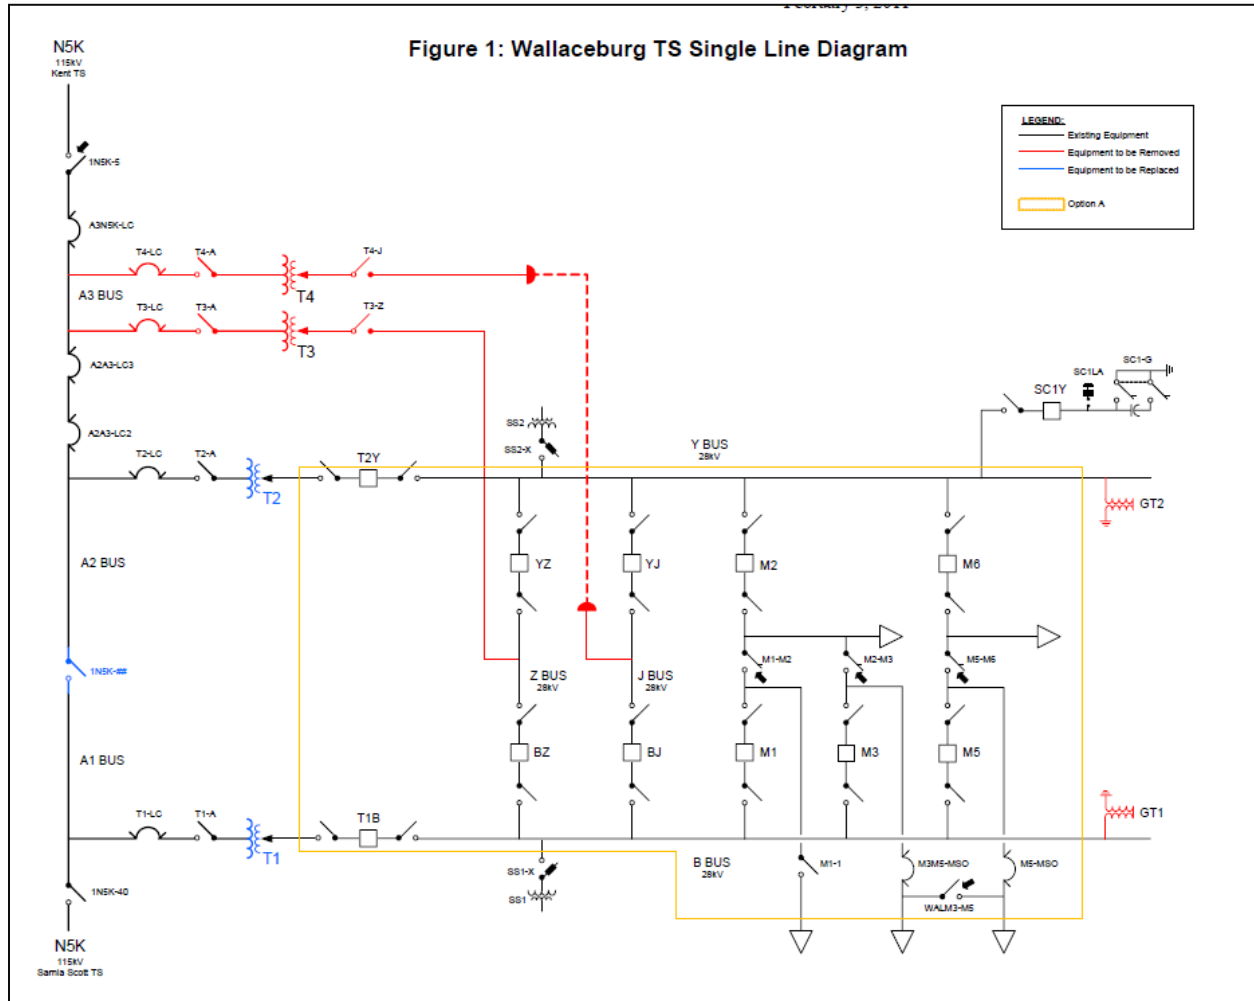 February 3, 2011
Figure 1: Wallaceburg TS Single Line Diagram
N5K
115kV
Kent TS
LEGEND:
Existing Equipment
Equipment to be Removed
Equipment to be Replaced
Option A
1N5K-5
A3N5K-LC
T4-LC
T4-A
T4-J
T4
A3 BUS
T3-LC
T3-A
T3-Z
T3
A2A3-LC3
A2A3-LC2
SC1LA
SC1-G
SC1Y
SS2
SS2-X
Y BUS
28kV
T2-LC
T2-A
T2
T2Y
GT2
A2 BUS
YZ
YJ
M2
M6
1N5K-##
M1-M2
M2-M3
M5-M6
Z BUS
28kV
J BUS
28kV
A1 BUS
BZ
BJ
M1
M3
M5
T1-LC
T1-A
T1
T1B
GT1
B BUS
28kV
SS1-X
SS1
M1-1
M3M5-MSO
M5-MSO
WALM3-M5
1N5K-40
N5K
115kV
Sarnia Scott TS